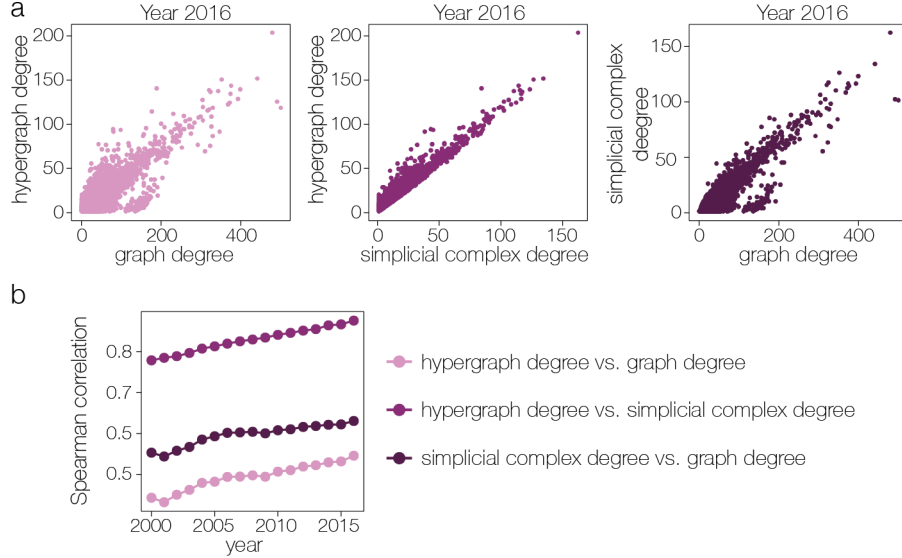 a
Year 2016
Year 2016
Year 2016
hypergraph degree
200
150
100
50
0
0
200
400
graph degree
hypergraph degree
200
150
100
50
0
0
50
100
150
simplicial complex degree
simplicial complex
deegree
150
100
50
0
0
200
400
graph degree
b
Spearman correlation
0.8
0.7
0.5
0.5
2000
2005
2010
2015
year
hypergraph degree vs. graph degree
hypergraph degree vs. simplicial complex degree
simplicial complex degree vs. graph degree